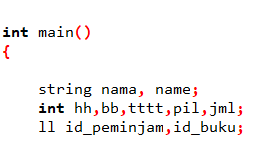 int main()
{
string nama, name;
int hh,bb,tttt,pil,jml;
ll id_peminjam,id_buku;